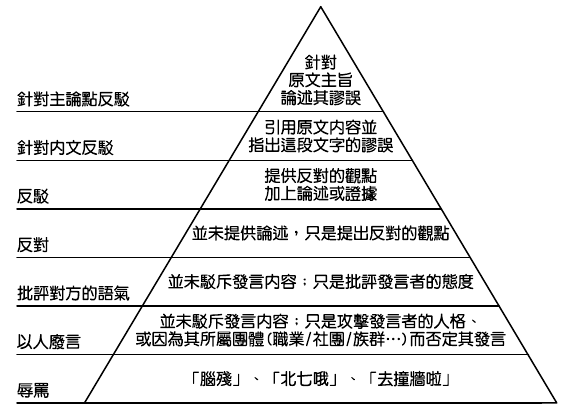 針對
原文主旨
論述其謬誤
針對主論點反駁
引用原文內容並
指出這段文字的謬誤
針對內文反駁
提供反對的觀點
加上論述或證據
反駁
並未提供論述，只是提出反對的觀點
反對
並未駁斥發言內容；只是批評發言者的態度
批評對方的語氣
並未駁斥發言內容；只是攻擊發言者的人格、
或因為其所屬團體(職業/社團/族群…)而否定其發言
以人廢言
「腦殘」、「北七哦」、「去撞牆啦」
辱罵